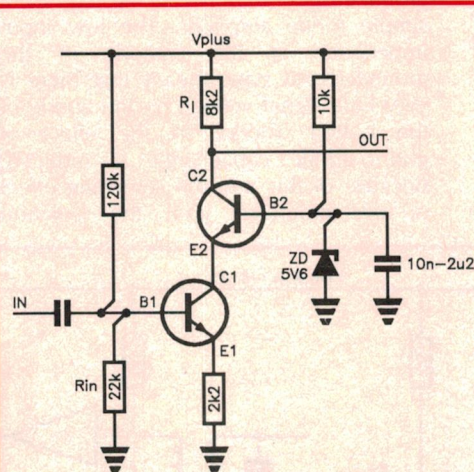 Vplus
R1
8k2
10k
OUT
120k
C2
B2
E2
ZD
5V6
10n-2u2
C1
IN
B1
E1
Rin
22k
2k2